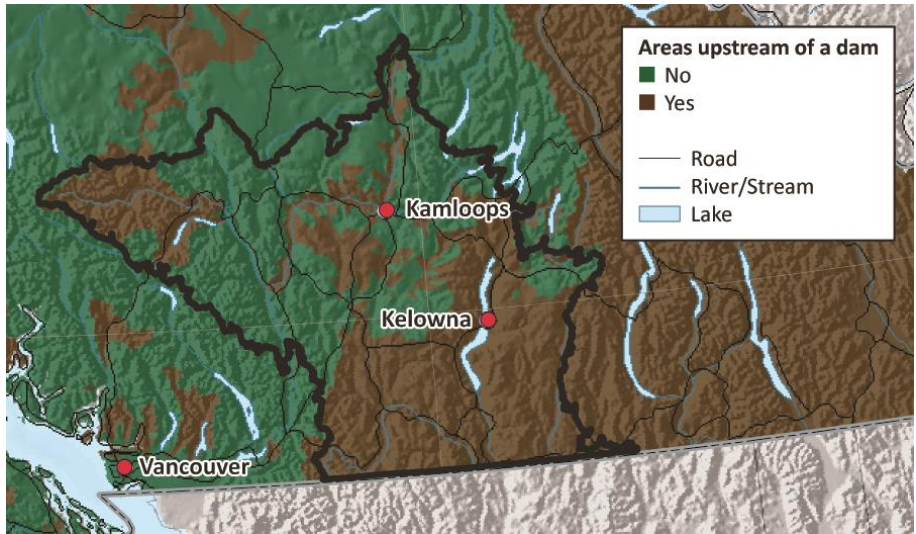 Areas upstream of a dam
No
Yes
Road
River/Stream
Lake
Kamloops
Kelowna
Vancouver